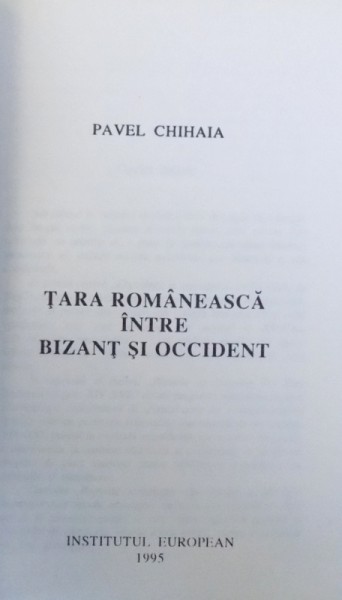 PAVEL CHIHAIA
ȚARA ROMÂNEASCĂ
ÎNTRE
BIZANȚ ȘI OCCIDENT
INSTITUTUL EUROPEAN
1995